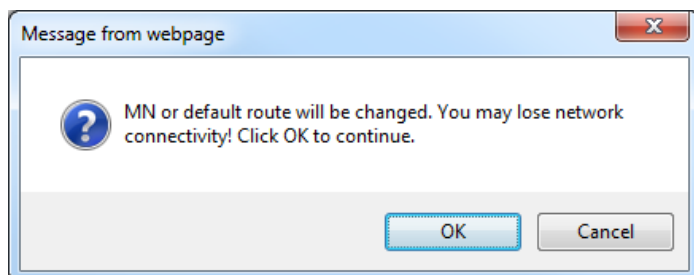 Message from webpage
MN or default route will be changed. You may lose network
connectivity! Click OK to continue.
OK
Cancel